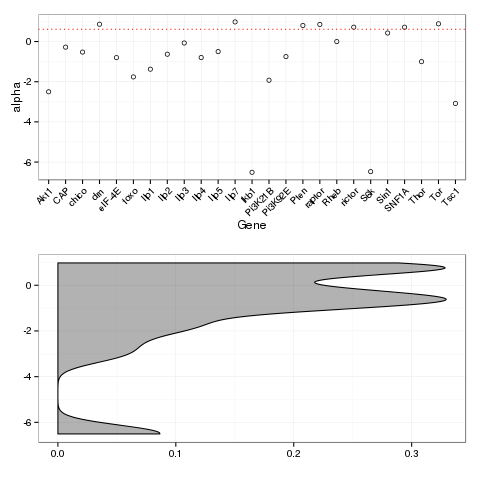 0
-2
-4
-6
alpha
Akt1 CAP chico dm eIF-4E foxo Ilp1 Ilp2 Ilp3 Ilp4 Ilp5 Ilp7 lkb1 Pi3K21B Pi3K92E Pten raptor Rheb rictor S6k Sin1 SNF1A Thor Tor Tsc1
Gene
0
-2
-4
-6
0.0 0.1 0.2 0.3